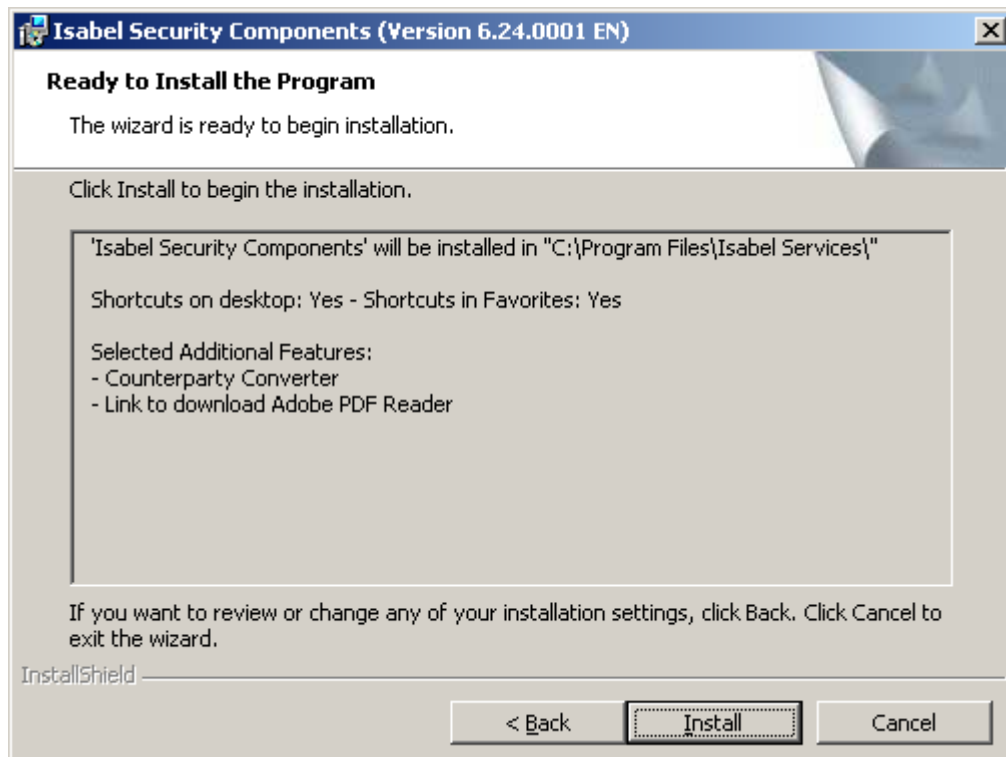 Isabel Security Components (Version 6.24.0001 EN)
Ready to Install the Program
The wizard is ready to begin installation.
Click Install to begin the installation.
'Isabel Security Components' will be installed in "C:\Program Files\Isabel Services\"
Shortcuts on desktop: Yes - Shortcuts in Favorites: Yes
Selected Additional Features:
- Counterparty Converter
- Link to download Adobe PDF Reader
If you want to review or change any of your installation settings, click Back. Click Cancel to
exit the wizard.
InstallShield
< Back Install Cancel